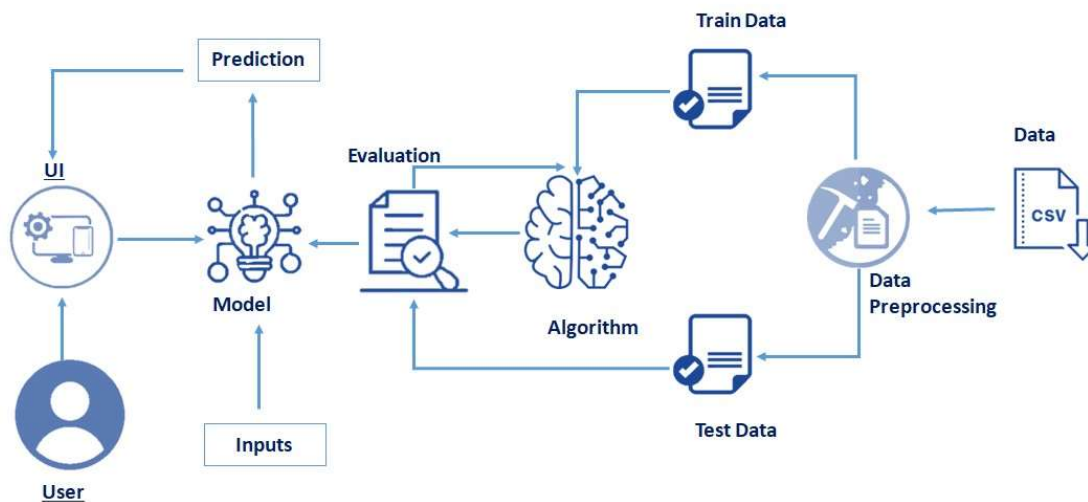 Train Data
Prediction
Data
Evaluation
UI
CSV
Model
Data
Preprocessing
Algorithm
Inputs
Test Data
User